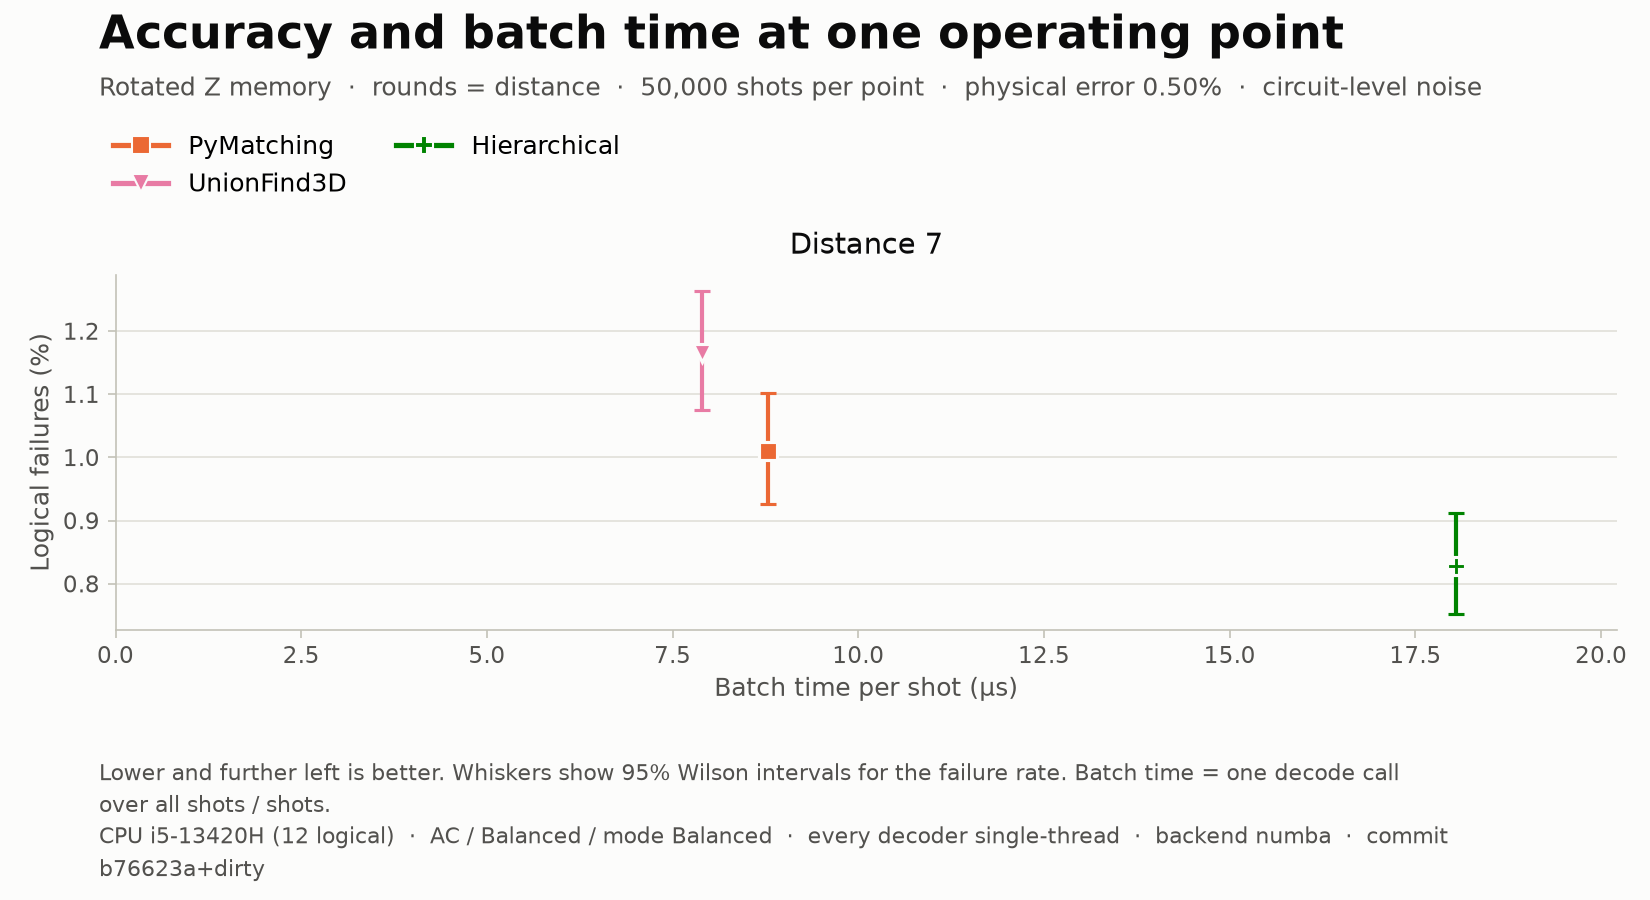 Accuracy and batch time at one operating point
Rotated Z memory · rounds = distance · 50,000 shots per point · physical error 0.50% · circuit-level noise
PyMatching
Hierarchical
UnionFind3D
Distance 7
Logical failures (%)
1.2
1.1
1.0
0.9
0.8
0.0 2.5 5.0 7.5 10.0 12.5 15.0 17.5 20.0
Batch time per shot (µs)
Lower and further left is better. Whiskers show 95% Wilson intervals for the failure rate. Batch time = one decode call
over all shots / shots.
CPU i5-13420H (12 logical) · AC / Balanced / mode Balanced · every decoder single-thread · backend numba · commit
b76623a+dirty